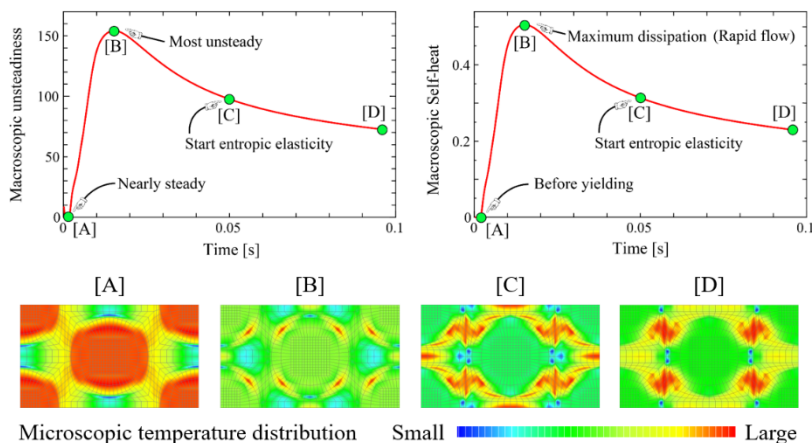 Macroscopic unsteadiness
150
100
50
0
[B]
Most unsteady
[C]
[D]
Start entropic elasticity
Nearly steady
[A]
0
0.05
0.1
Time [s]
Macroscopic Self-heat
0.4
0.2
0
[B]
Maximum dissipation (Rapid flow)
[C]
[D]
Start entropic elasticity
Before yielding
[A]
0
0.05
0.1
Time [s]
[A]
[B]
[C]
[D]
Microscopic temperature distribution
Small
Large